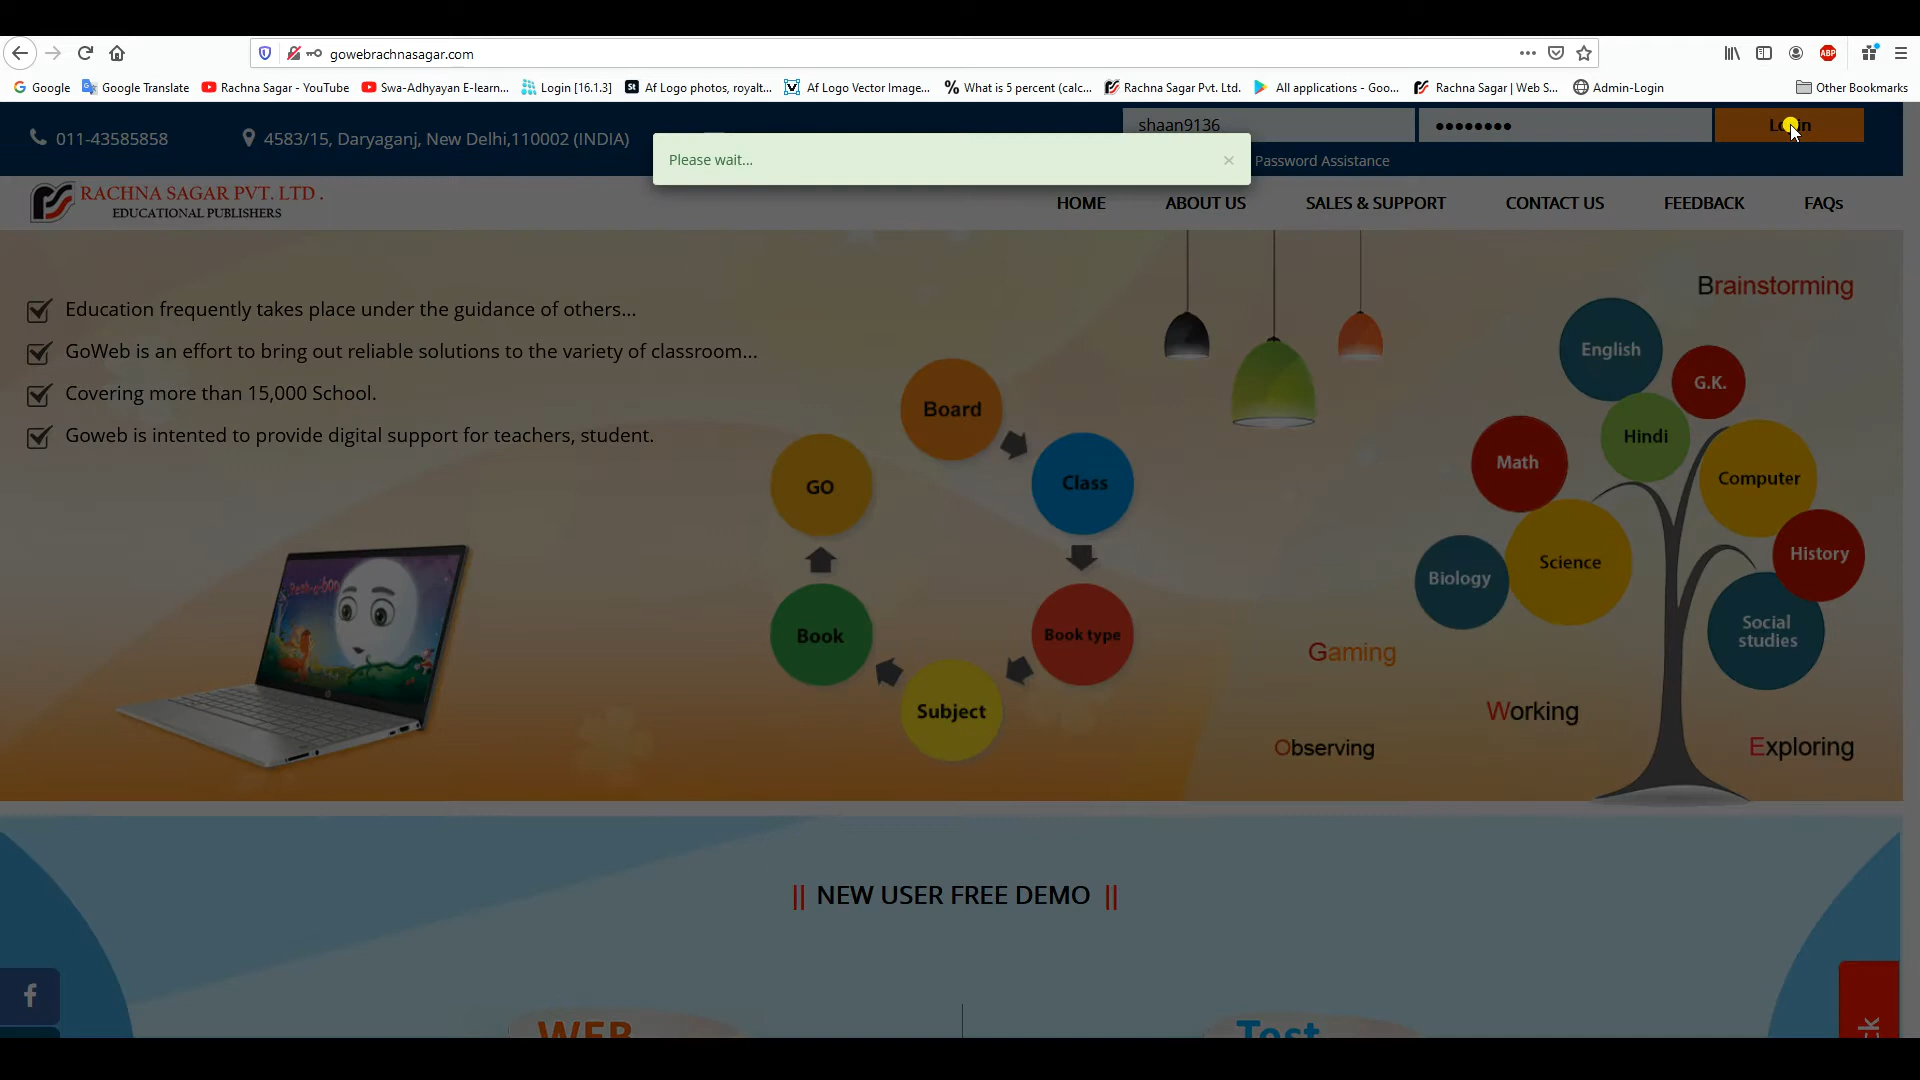 gowebrachnasagar.com
Google
Google Translate
Rachna Sagar - YouTube
Swa-Adhyayan E-learn...
Login [16.1.3]
Af Logo photos, royalt...
Af Logo Vector Image...
What is 5 percent (calc...
Rachna Sagar Pvt. Ltd.
All applications - Goo...
Rachna Sagar | Web S...
Admin-Login
Other Bookmarks
ABP
011-43585858
4583/15, Daryaganj, New Delhi,110002 (INDIA)
shaan9136
Please wait...
×
Password Assistance
RACHNA SAGAR PVT. LTD.
EDUCATIONAL PUBLISHERS
HOME
ABOUT US
SALES & SUPPORT
CONTACT US
FEEDBACK
FAQs
Education frequently takes place under the guidance of others...
GoWeb is an effort to bring out reliable solutions to the variety of classroom...
Covering more than 15,000 School.
Goweb is intented to provide digital support for teachers, student.
Board
Class
Book type
Subject
Book
GO
Brainstorming
English
G.K.
Hindi
Math
Computer
History
Science
Biology
Social
studies
Gaming
Working
Observing
Exploring
|| NEW USER FREE DEMO ||
WEB
Test